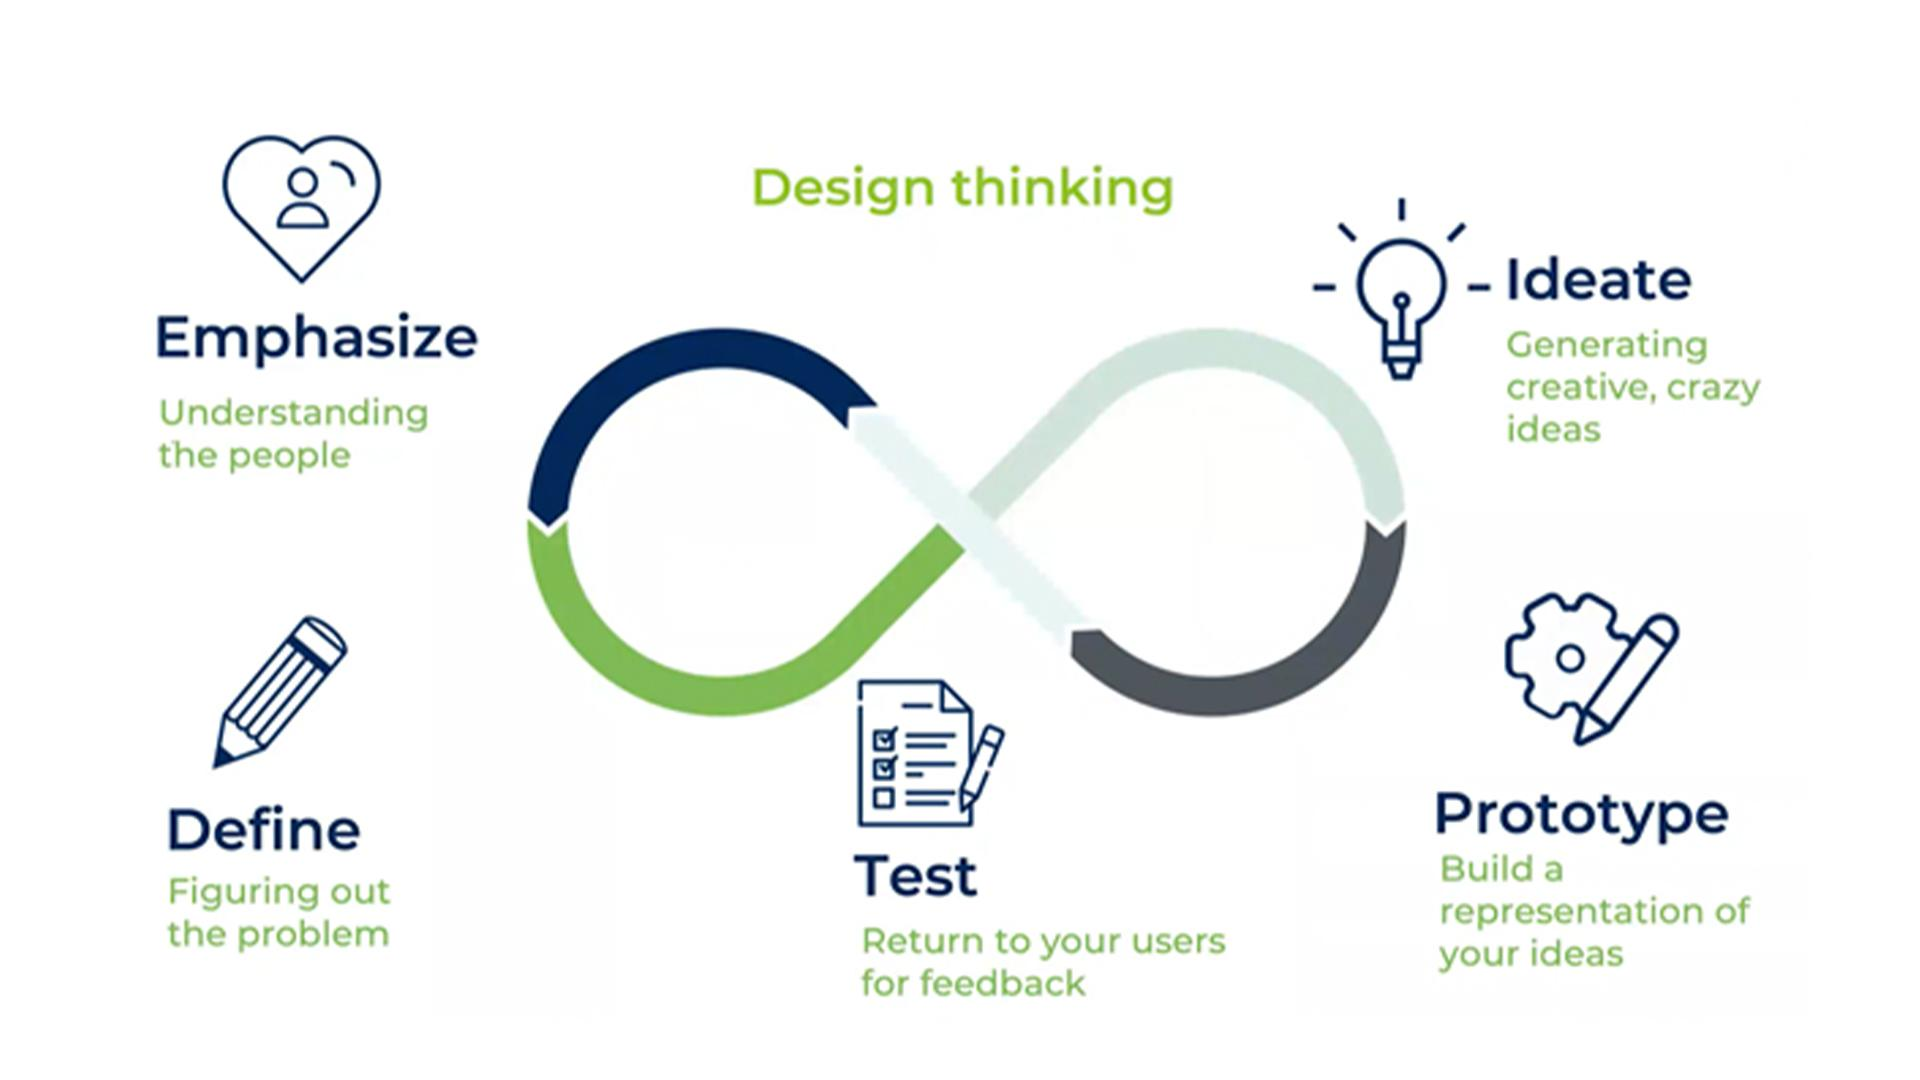 Design thinking
Emphasize
Understanding
the people
Define
Figuring out
the problem
Test
Return to your users
for feedback
Ideate
Generating
creative, crazy
ideas
Prototype
Build a
representation of
your ideas